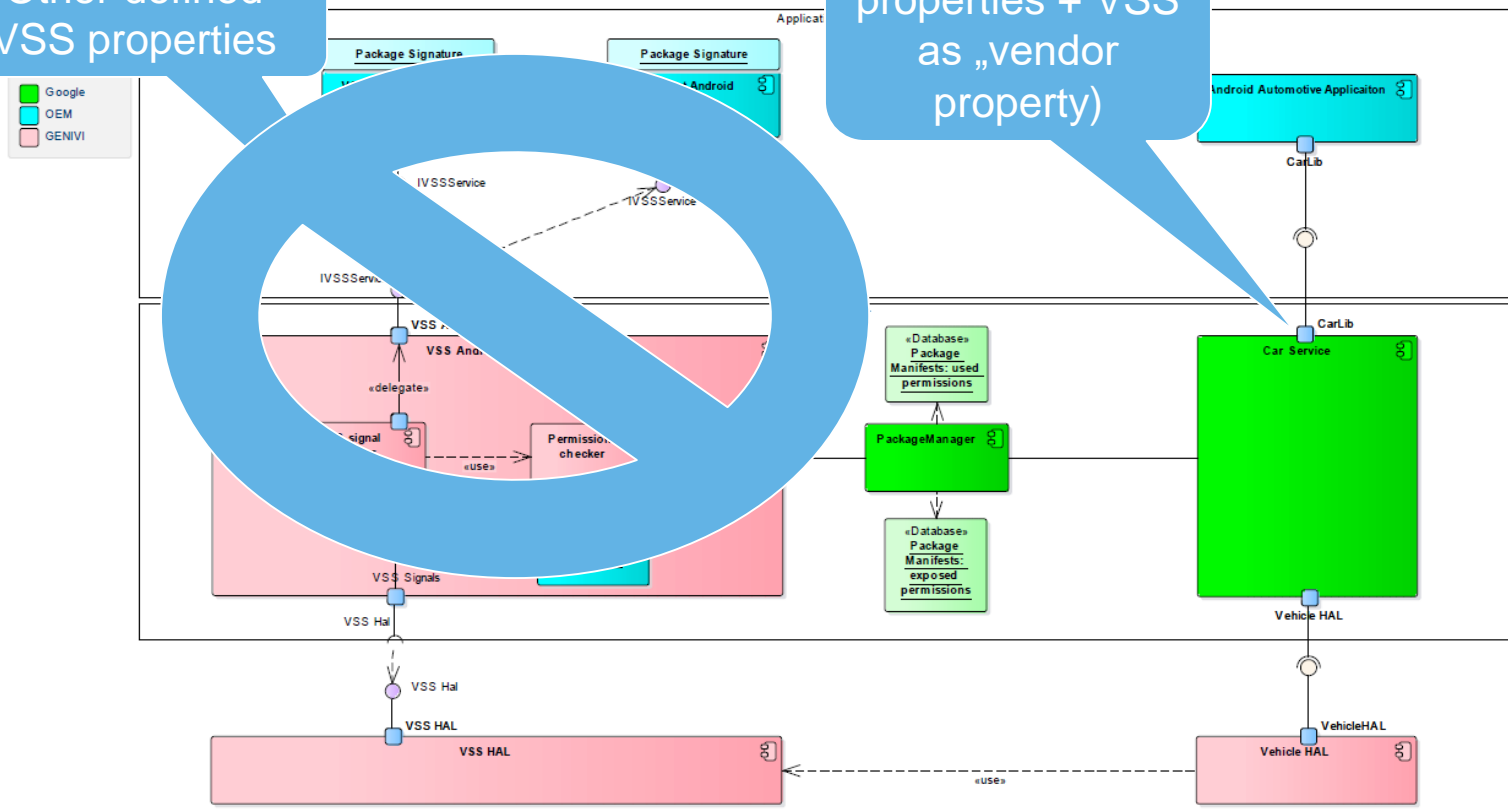 Other defined
VSS properties
properties + VSS
as „vendor
property)
Google
OEM
GENIVI
Package Signature
Package Signature
Android
Android Automotive Applicaiton
CarLib
IVSSService
IVSSService
VSS
CarLib
VSS
«delegate»
signal
«use»
Permission
checker
VSS Signals
VSS Hal
«Database»
Package
Manifests: used
permissions
PackageManager
«Database»
Package
Manifests:
exposed
permissions
Car Service
Vehicle HAL
VSS Hal
VSS HAL
VSS HAL
«use»
VehicleHAL
Vehicle HAL